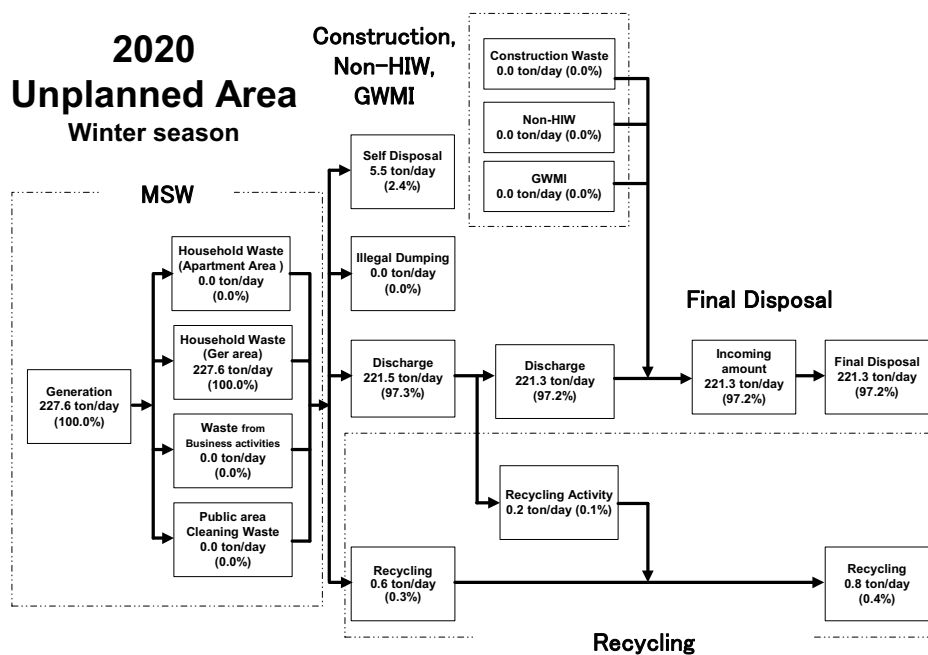 2020
Unplanned Area
Winter season
Construction,
Non-HIW,
GWMI
Construction Waste
0.0 ton/day (0.0%)
Non-HIW
0.0 ton/day (0.0%)
GWMI
0.0 ton/day (0.0%)
Self Disposal
5.5 ton/day
(2.4%)
MSW
Household Waste
(Apartment Area )
0.0 ton/day
(0.0%)
Illegal Dumping
0.0 ton/day
(0.0%)
Final Disposal
Household Waste
(Ger area)
227.6 ton/day
(100.0%)
Generation
227.6 ton/day
(100.0%)
Discharge
221.5 ton/day
(97.3%)
Discharge
221.3 ton/day
(97.2%)
Incoming
amount
221.3 ton/day
(97.2%)
Final Disposal
221.3 ton/day
(97.2%)
Waste from
Business activities
0.0 ton/day
(0.0%)
Public area
Cleaning Waste
0.0 ton/day
(0.0%)
Recycling Activity
0.2 ton/day (0.1%)
Recycling
0.6 ton/day
(0.3%)
Recycling
0.8 ton/day
(0.4%)
Recycling